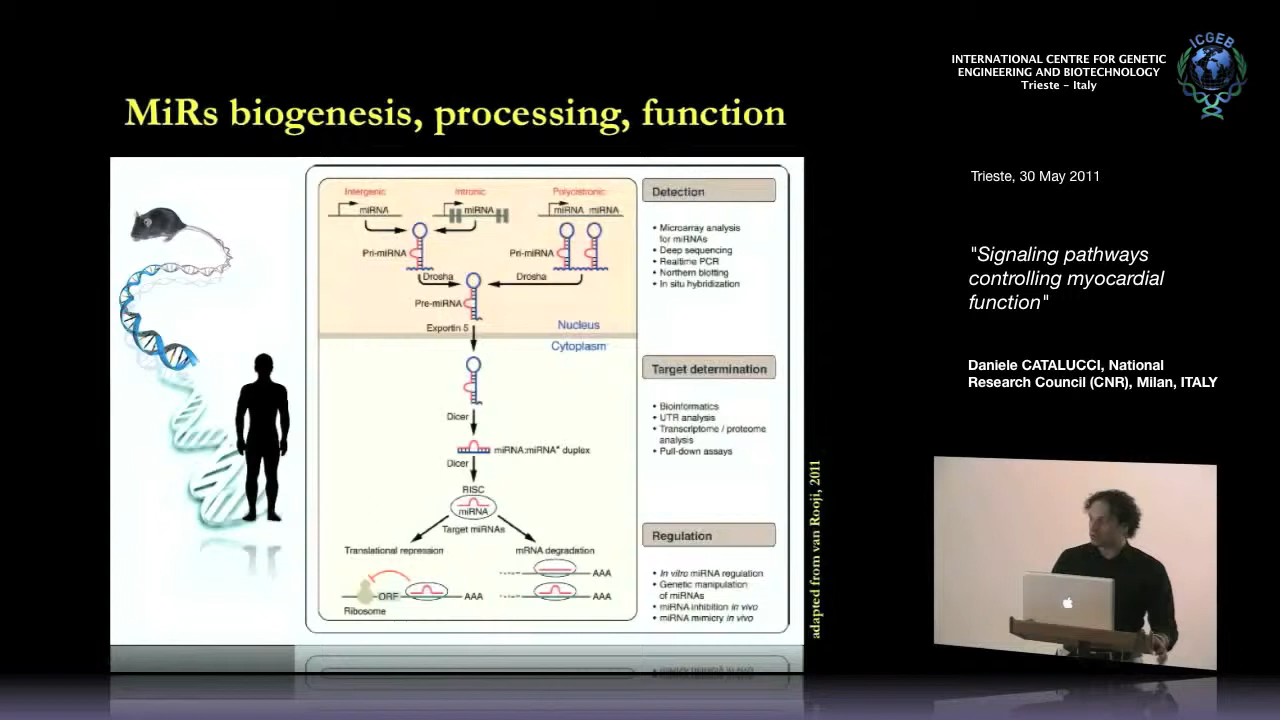 ICGEB
INTERNATIONAL CENTRE FOR GENETIC
ENGINEERING AND BIOTECHNOLOGY
Trieste - Italy
MiRs biogenesis, processing, function
Intergenic
Intronic
Polycistronic
miRNA
miRNA
miRNA miRNA
Pri-miRNA
Pri-miRNA
Drosha
Drosha
Pre-miRNA
Exportin 5
Nucleus
Cytoplasm
Dicer
miRNA:miRNA* duplex
Dicer
RISC
miRNA
Target miRNAs
Translational repression
mRNA degradation
ORF
AAA
AAA
AAA
Ribosome
Detection
• Microarray analysis
for miRNAs
• Deep sequencing
• Realtime PCR
• Northern blotting
• In situ hybridization
Target determination
• Bioinformatics
• UTR analysis
• Transcriptome / proteome
analysis
• Pull-down assays
Regulation
• In vitro miRNA regulation
• Genetic manipulation
of miRNAs
• miRNA inhibition in vivo
• miRNA mimicry in vivo
adapted from van Rooji, 2011
Trieste, 30 May 2011
"Signaling pathways
controlling myocardial
function"
Daniele CATALUCCI, National
Research Council (CNR), Milan, ITALY